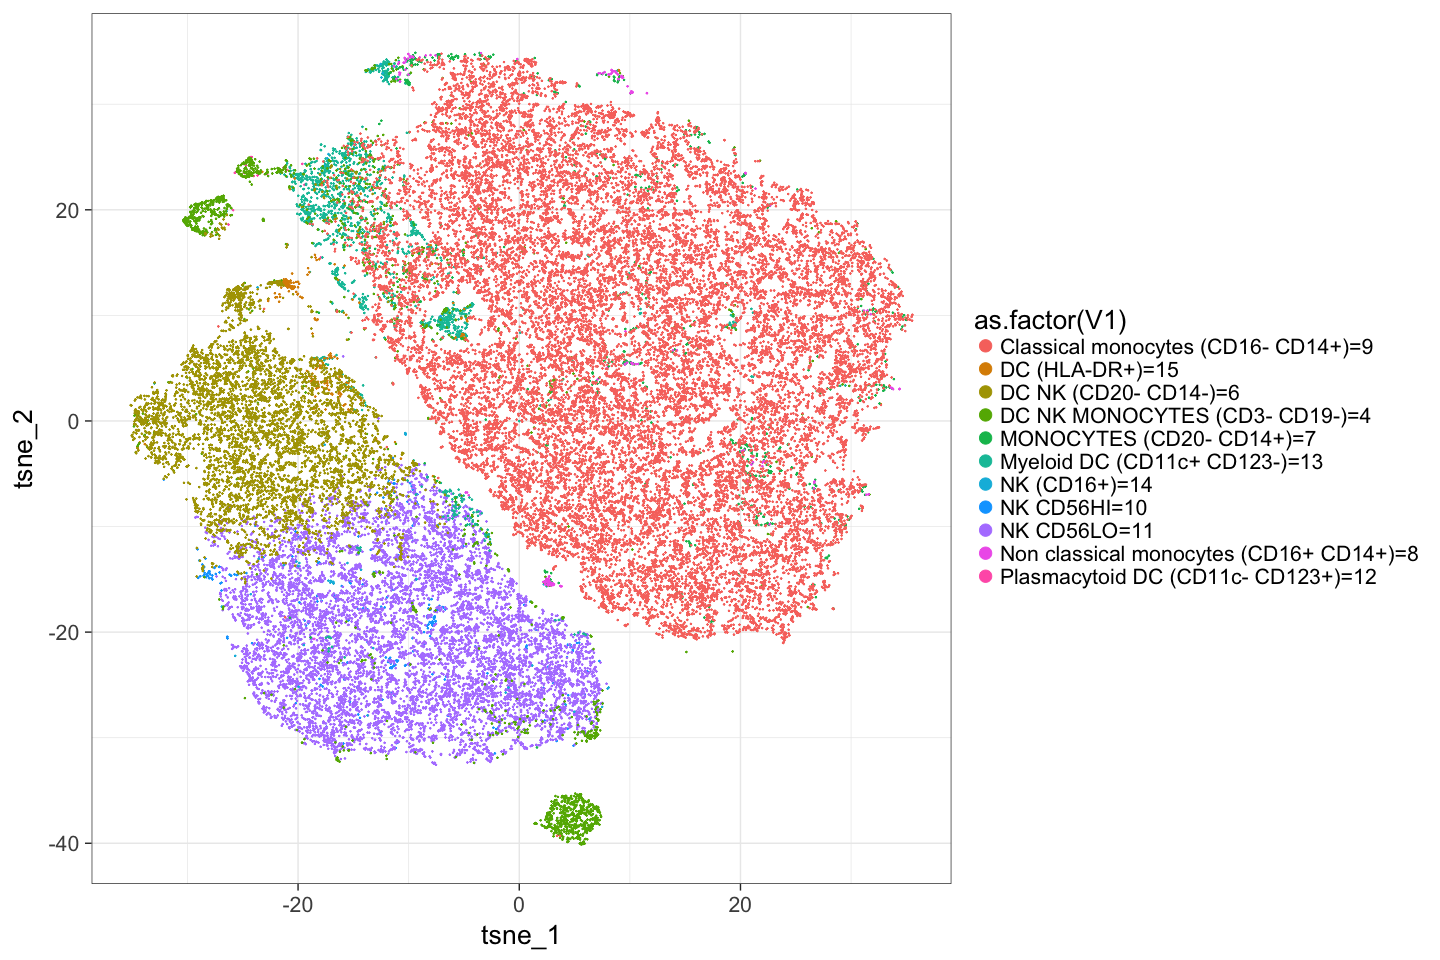 20
0
-20
-40
tsne_2
-20
0
20
tsne_1
as.factor(V1)
Classical monocytes (CD16- CD14+)=9
DC (HLA-DR+)=15
DC NK (CD20- CD14-)=6
DC NK MONOCYTES (CD3- CD19-)=4
MONOCYTES (CD20- CD14+)=7
Myeloid DC (CD11c+ CD123-)=13
NK (CD16+)=14
NK CD56HI=10
NK CD56LO=11
Non classical monocytes (CD16+ CD14+)=8
Plasmacytoid DC (CD11c- CD123+)=12